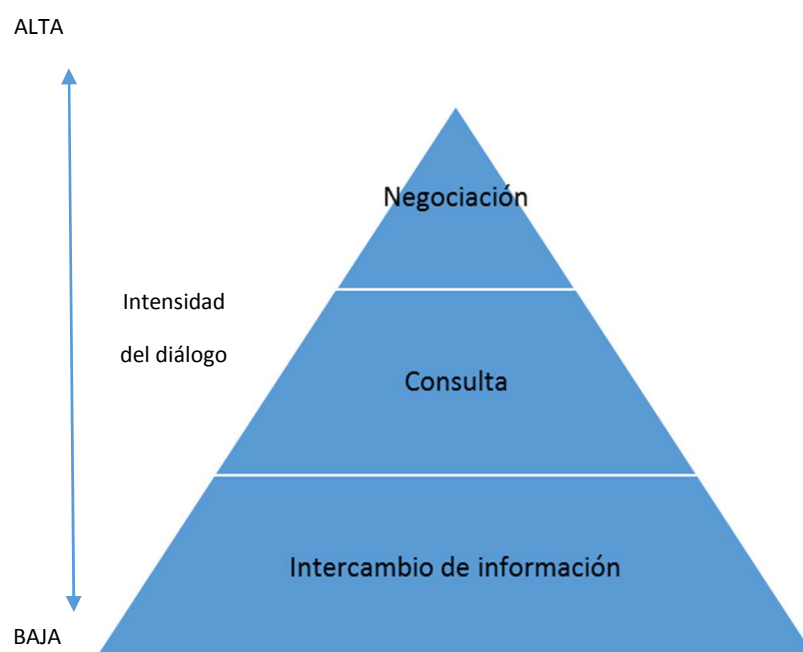 ALTA
Negociación
Intensidad
del diálogo
Consulta
Intercambio de información
BAJA